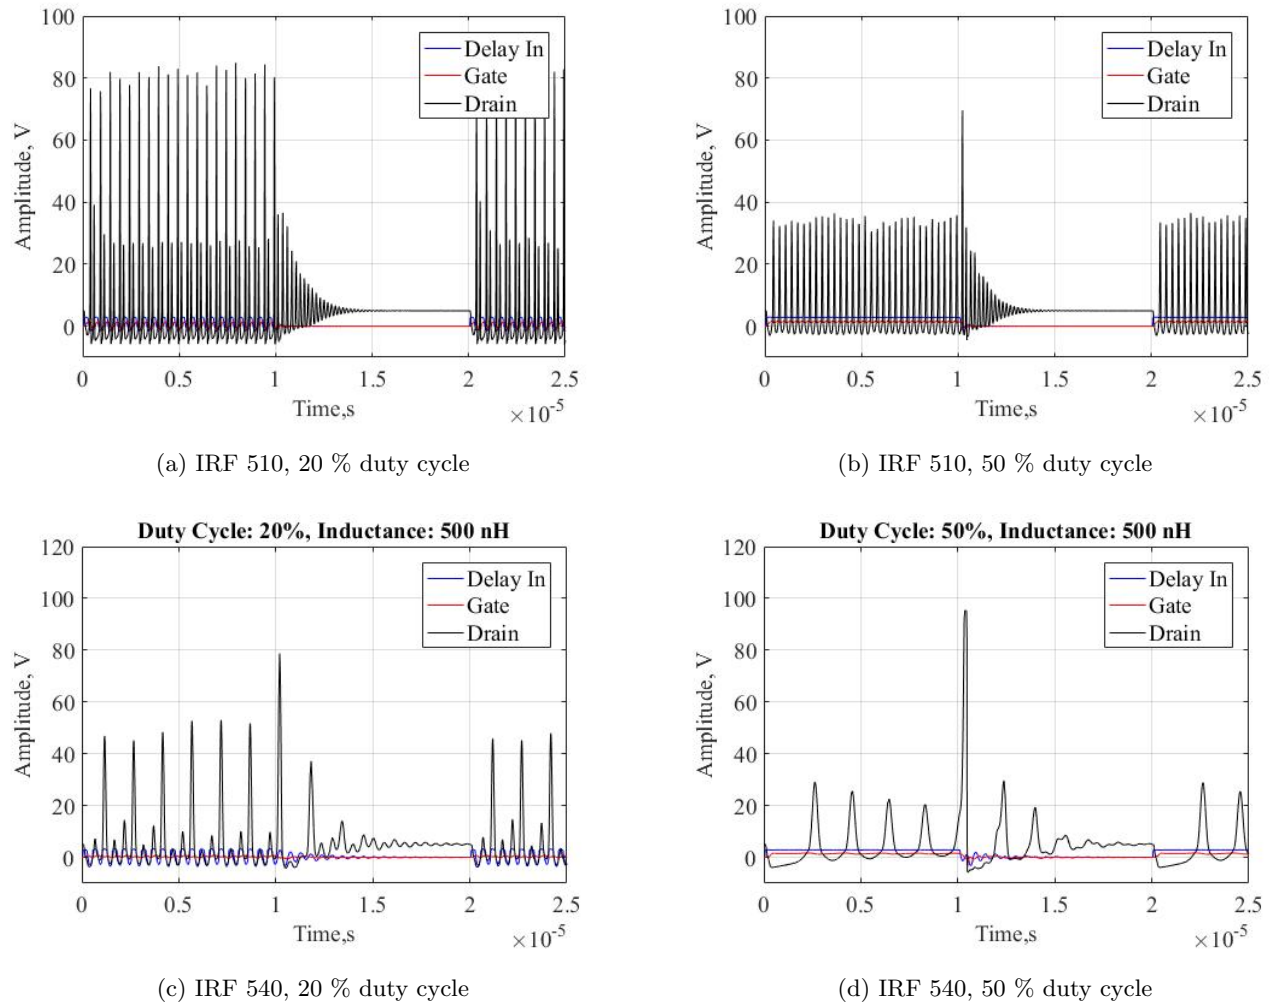 100
80
60
40
20
0
Amplitude, V
Delay In
Gate
Drain
0 0.5 1 1.5 2 2.5
Time,s
×10-5
(a) IRF 510, 20 % duty cycle
100
80
60
40
20
0
Amplitude, V
Delay In
Gate
Drain
0 0.5 1 1.5 2 2.5
Time,s
×10-5
(b) IRF 510, 50 % duty cycle
Duty Cycle: 20%, Inductance: 500 nH
120
100
80
60
40
20
0
Amplitude, V
Delay In
Gate
Drain
0 0.5 1 1.5 2 2.5
Time,s
×10-5
(c) IRF 540, 20 % duty cycle
Duty Cycle: 50%, Inductance: 500 nH
120
100
80
60
40
20
0
Amplitude, V
Delay In
Gate
Drain
0 0.5 1 1.5 2 2.5
Time,s
×10-5
(d) IRF 540, 50 % duty cycle